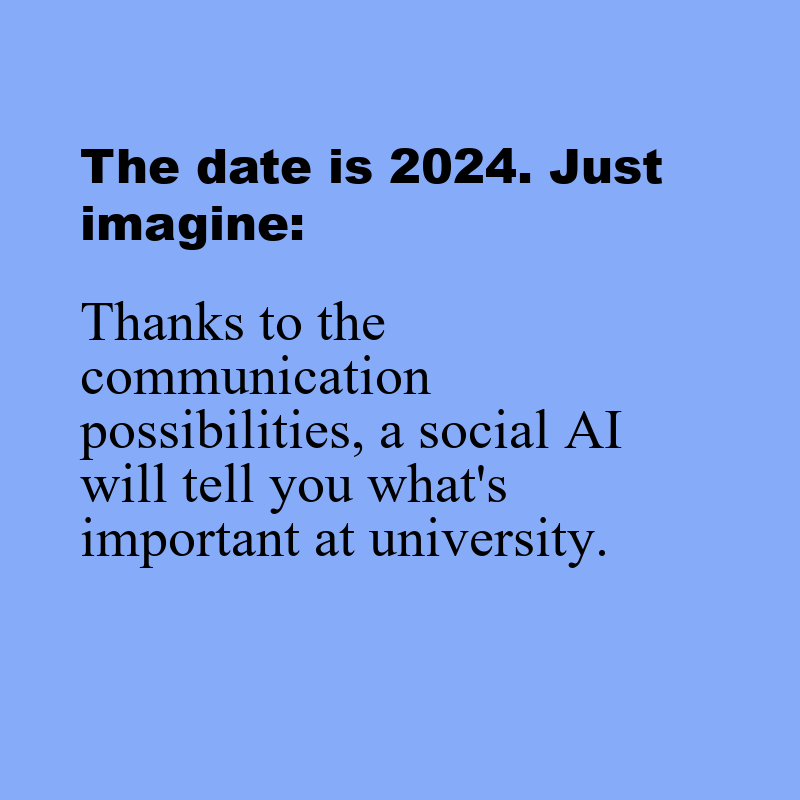 The date is 2024. Just
imagine:
Thanks to the
communication
possibilities, a social AI
will tell you what's
important at university.